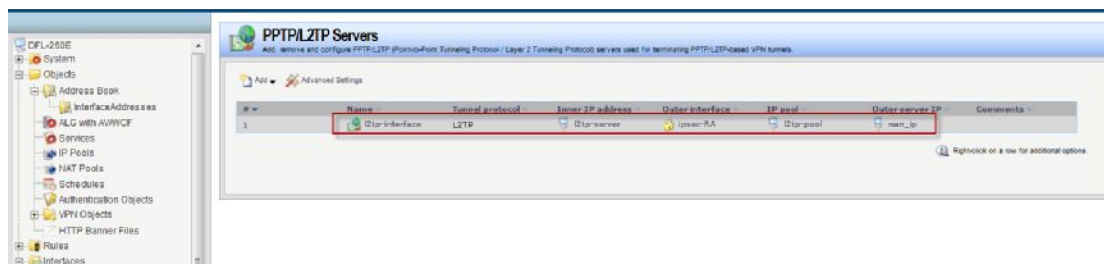 DFL-260E
System
Objects
Address Book
InterfaceAddresses
ALG with AV/WCF
Services
IP Pools
NAT Pools
Schedules
Authentication Objects
VPN Objects
HTTP Banner Files
Rules
Interfaces
PPTP/L2TP Servers
Add, remove and configure PPTP/L2TP (Point-to-Point Tunneling Protocol / Layer 2 Tunneling Protocol) servers used for terminating PPTP/L2TP-based VPN tunnels.
Add Advanced Settings
# Name Tunnel protocol Inner IP address Outer interface IP pool Outer server IP Comments
1 l2tp-interface L2TP l2tp-server ipsec-RA l2tp-pool wan_ip
Right-click on a row for additional options.